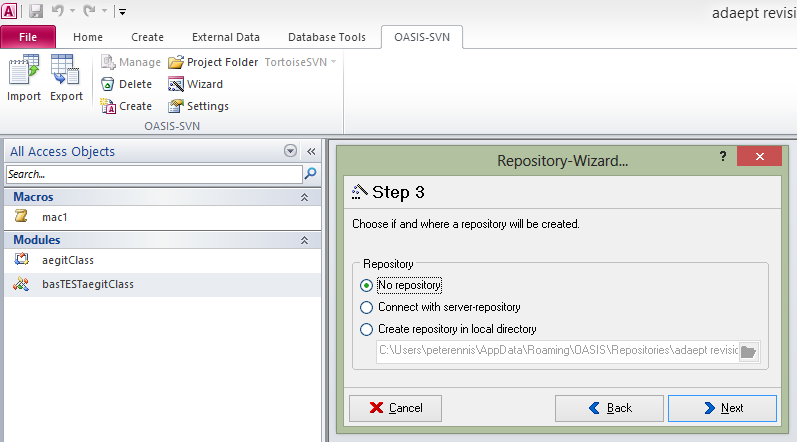 adaept revisi
File Home Create External Data Database Tools OASIS-SVN
Import Export Manage Project Folder TortoiseSVN
Delete Wizard
Create Settings
OASIS-SVN
All Access Objects
Search...
Macros
mac1
Modules
aegitClass
basTESTaegitClass
Repository-Wizard...
?
Step 3
Choose if and where a repository will be created.
Repository
No repository
Connect with server-repository
Create repository in local directory
C:\Users\peterennis\AppData\Roaming\OASIS\Repositories\adaept revisic
Cancel Back Next